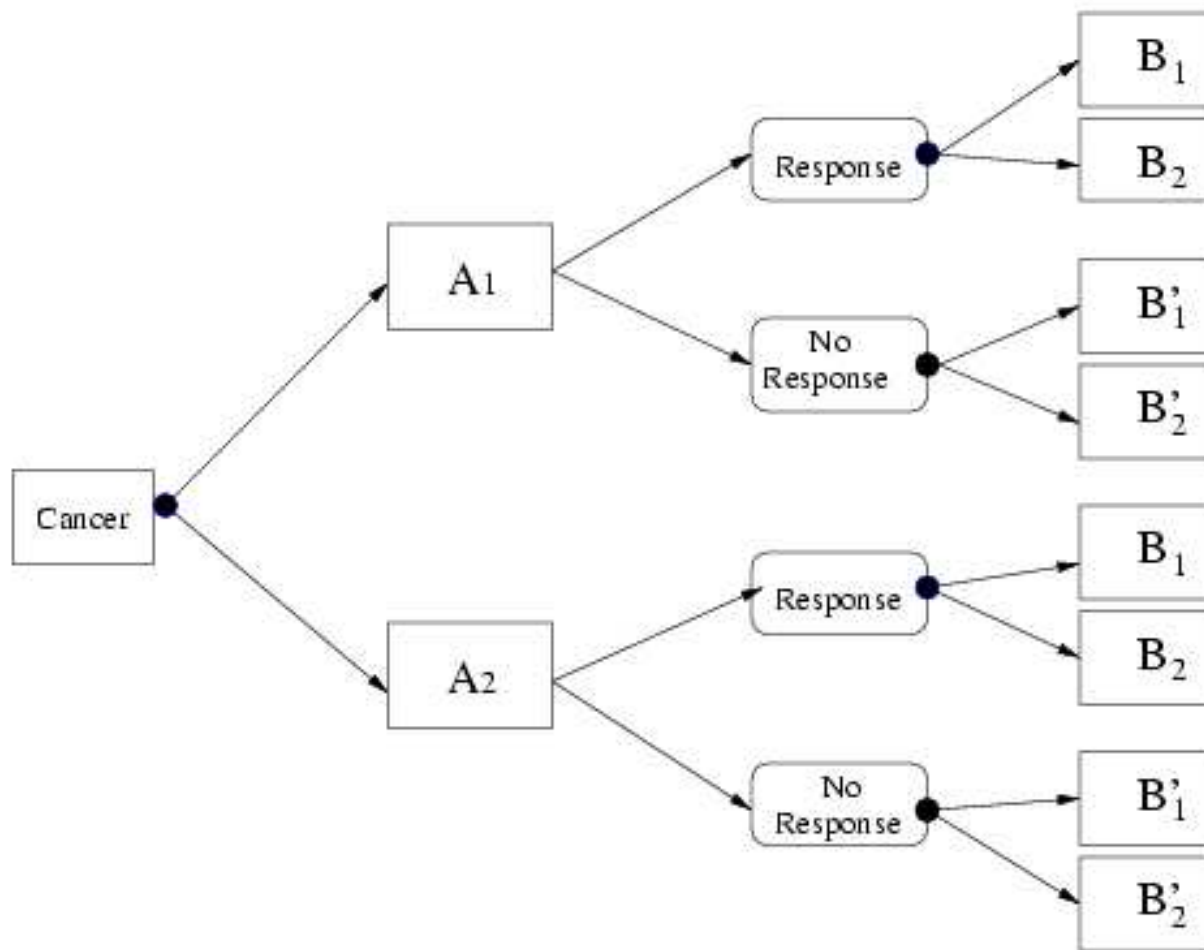 Cancer
A1
A2
Response
No
Response
Response
No
Response
B1
B2
B'1
B'2
B1
B2
B'1
B'2